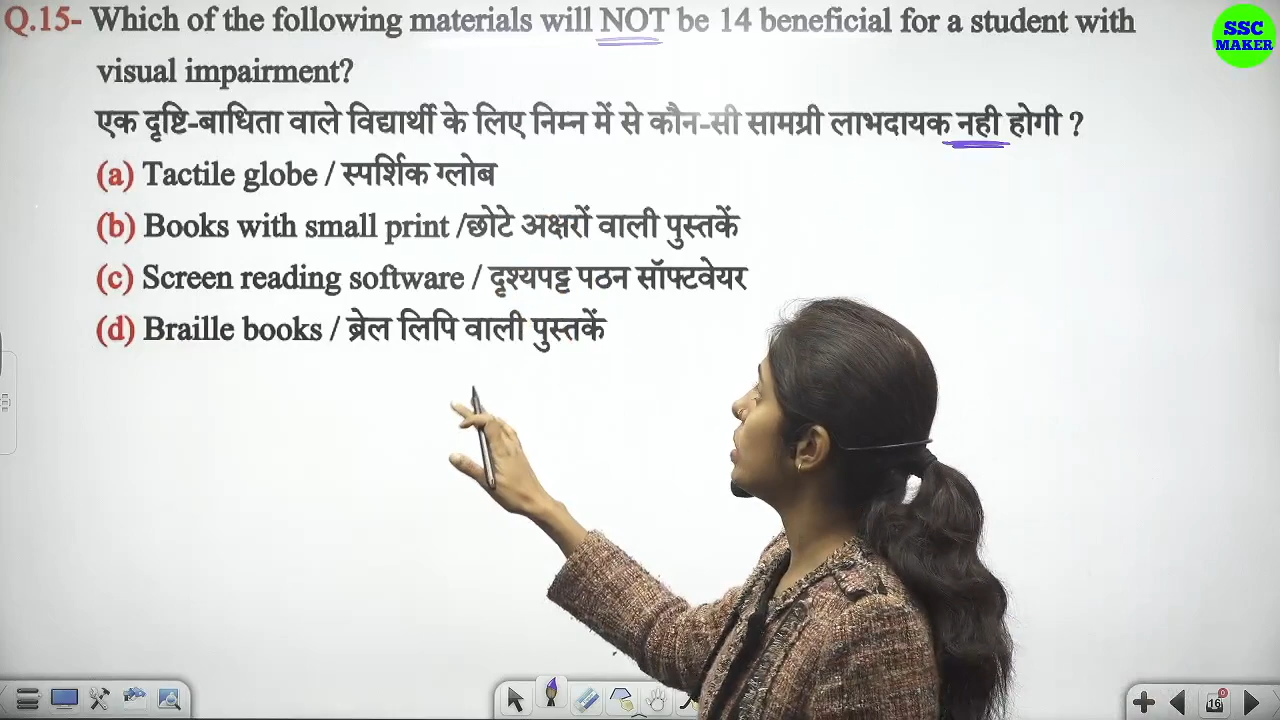 Q.15- Which of the following materials will NOT be 14 beneficial for a student with
visual impairment?
एक दृष्टि-बाधिता वाले विद्यार्थी के लिए निम्न में से कौन-सी सामग्री लाभदायक नही होगी ?
(a) Tactile globe / स्पर्शिक ग्लोब
(b) Books with small print /छोटे अक्षरों वाली पुस्तकें
(c) Screen reading software / दृश्यपट्ट पठन सॉफ्टवेयर
(d) Braille books / ब्रेल लिपि वाली पुस्तकें
SSC
MAKER
16
0